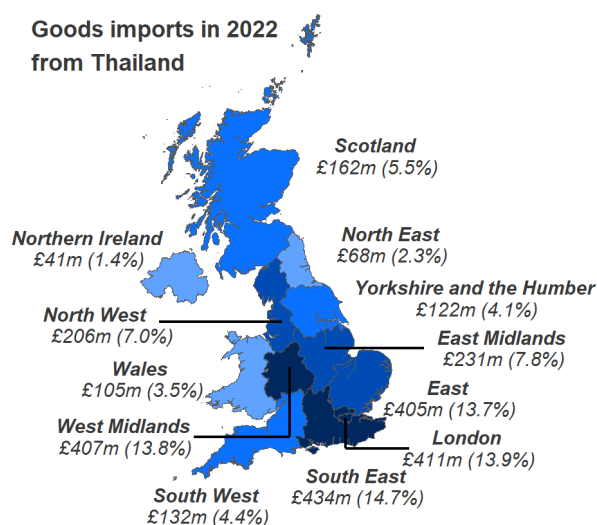 Goods imports in 2022
from Thailand
Scotland
£162m (5.5%)
Northern Ireland
£41m (1.4%)
North East
£68m (2.3%)
Yorkshire and the Humber
£122m (4.1%)
North West
£206m (7.0%)
East Midlands
£231m (7.8%)
Wales
£105m (3.5%)
East
£405m (13.7%)
West Midlands
£407m (13.8%)
London
£411m (13.9%)
South East
£434m (14.7%)
South West
£132m (4.4%)